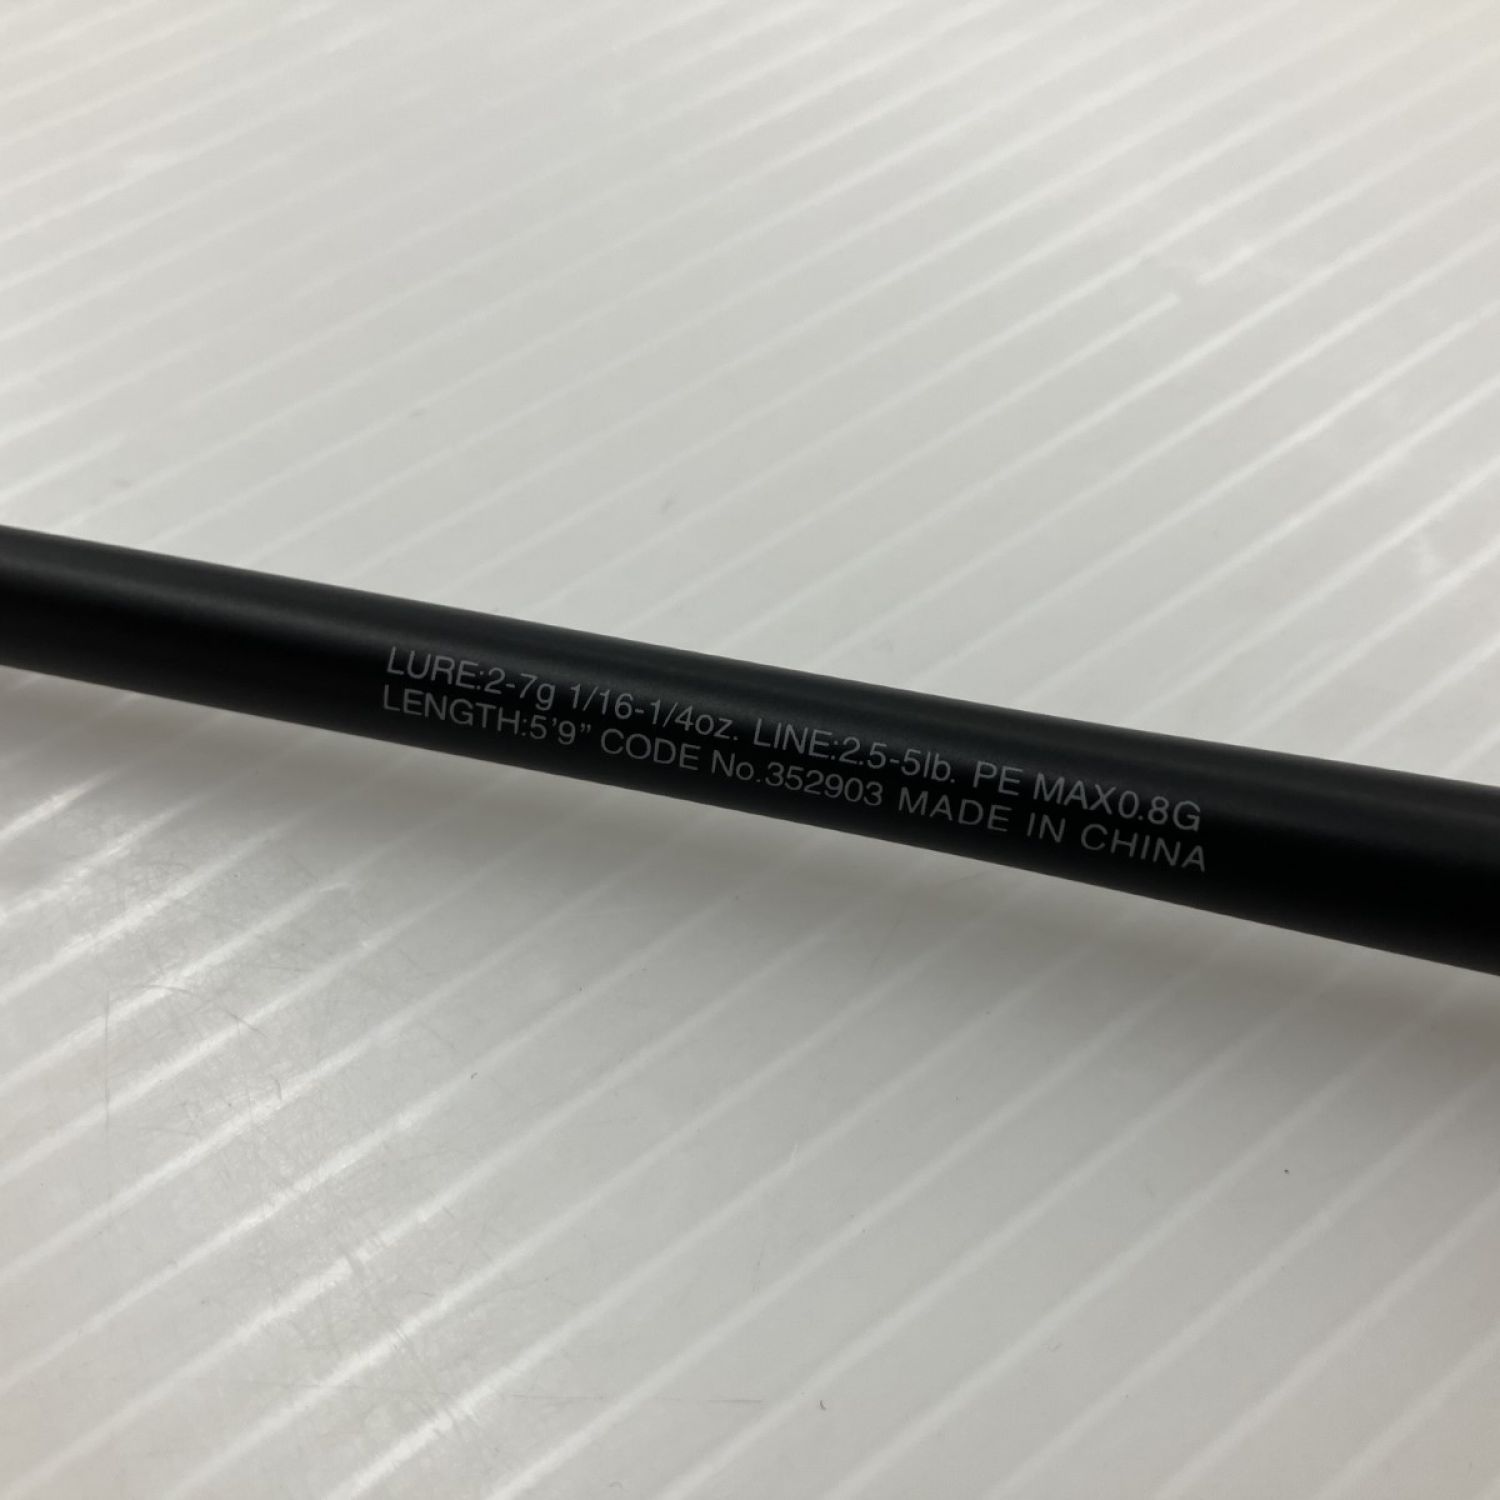 LURE:2-7g 1/16-1/4oz. LINE:2.5-5lb. PE MAX0.8G
LENGTH:5'9" CODE No.352903 MADE IN CHINA